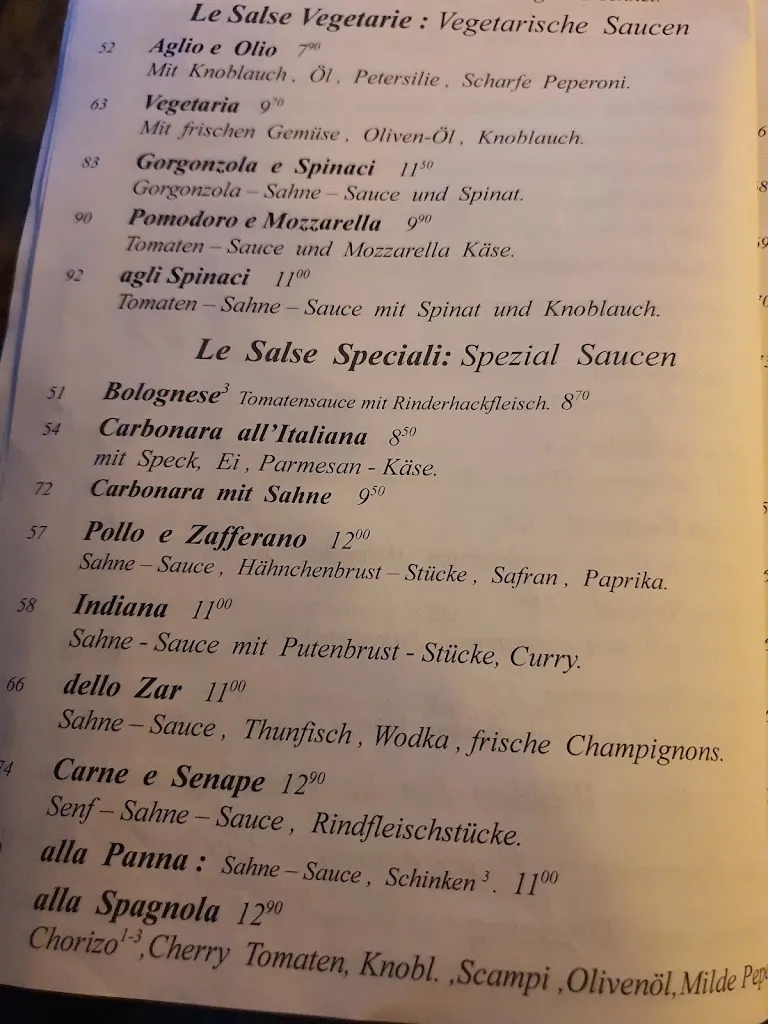 Le Salse Vegetarie : Vegetarische Saucen
52 Aglio e Olio 7⁹⁰
Mit Knoblauch, Öl, Petersilie, Scharfe Peperoni.
63 Vegetaria 9⁷⁰
Mit frischen Gemüse, Oliven-Öl, Knoblauch.
83 Gorgonzola e Spinaci 11⁵⁰
Gorgonzola – Sahne – Sauce und Spinat.
90 Pomodoro e Mozzarella 9⁹⁰
Tomaten – Sauce und Mozzarella Käse.
92 agli Spinaci 11⁰⁰
Tomaten – Sahne – Sauce mit Spinat und Knoblauch.
Le Salse Speciali: Spezial Saucen
51 Bolognese³ Tomatensauce mit Rinderhackfleisch. 8⁷⁰
54 Carbonara all'Italiana 8⁵⁰
mit Speck, Ei, Parmesan - Käse.
72 Carbonara mit Sahne 9⁵⁰
57 Pollo e Zafferano 12⁰⁰
Sahne – Sauce, Hähnchenbrust – Stücke, Safran, Paprika.
58 Indiana 11⁰⁰
Sahne - Sauce mit Putenbrust - Stücke, Curry.
66 dello Zar 11⁰⁰
Sahne – Sauce, Thunfisch, Wodka, frische Champignons.
74 Carne e Senape 12⁹⁰
Senf – Sahne – Sauce, Rindfleischstücke.
alla Panna : Sahne – Sauce, Schinken³. 11⁰⁰
alla Spagnola 12⁹⁰
Chorizo¹⁻³, Cherry Tomaten, Knobl. ,Scampi ,Olivenöl, Milde